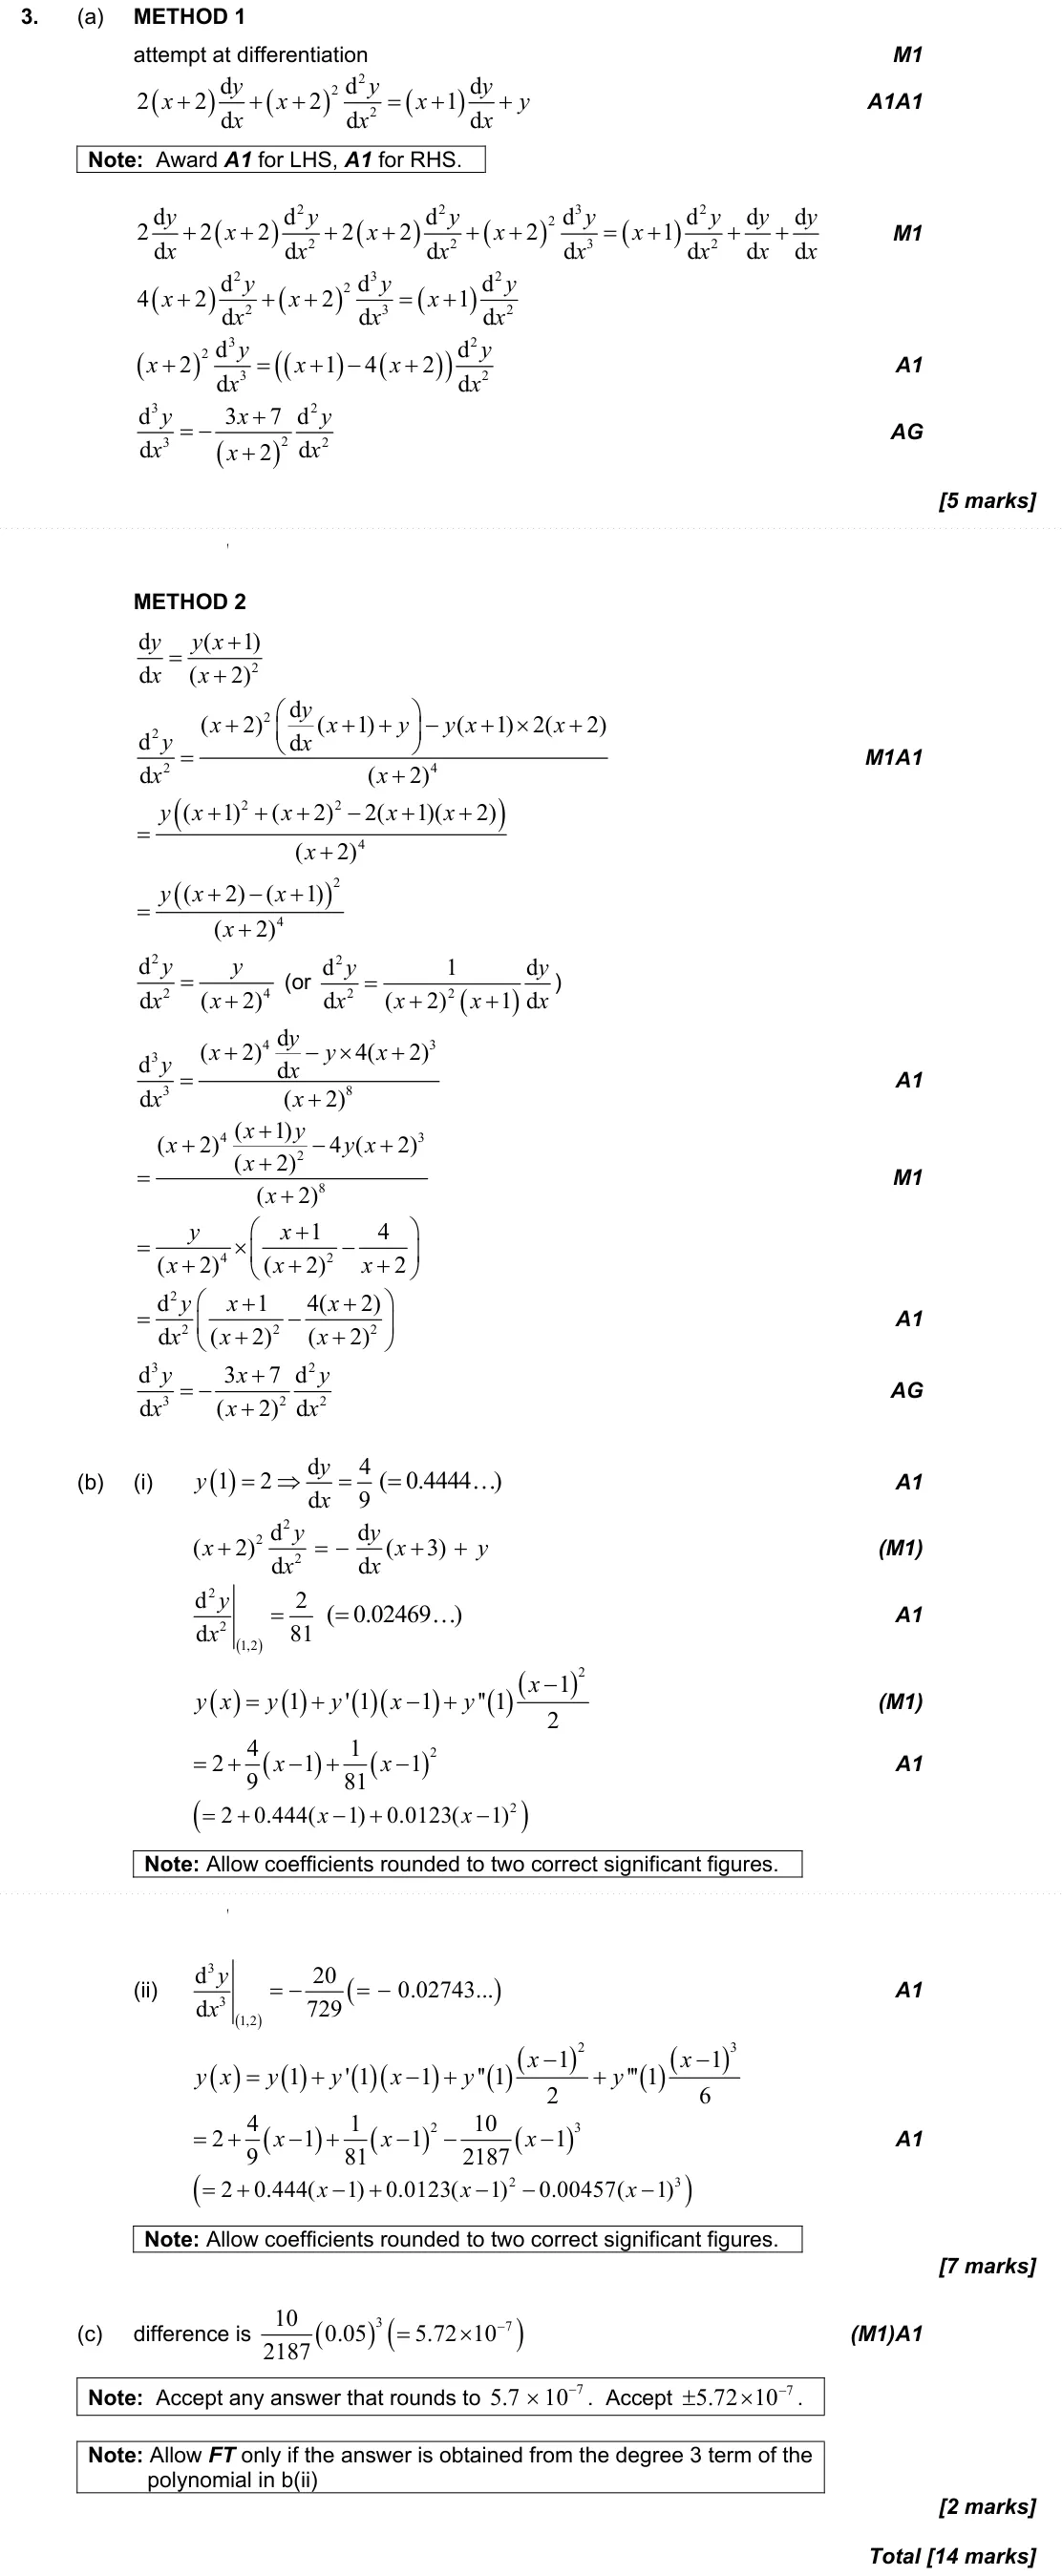 3. (a) METHOD 1
attempt at differentiation M1
2(x+2) dy/dx + (x+2)² d²y/dx² = (x+1) dy/dx + y A1A1
Note: Award A1 for LHS, A1 for RHS.
2 dy/dx + 2(x+2) d²y/dx² + 2(x+2) d²y/dx² + (x+2)² d³y/dx³ = (x+1) d²y/dx² + dy/dx + dy/dx M1
4(x+2) d²y/dx² + (x+2)² d³y/dx³ = (x+1) d²y/dx²
(x+2)² d³y/dx³ = ((x+1)−4(x+2)) d²y/dx² A1
d³y/dx³ = − (3x+7)/(x+2)² d²y/dx² AG
[5 marks]
METHOD 2
dy/dx = y(x+1)/(x+2)²
d²y/dx² = ((x+2)² (dy/dx (x+1) + y) − y(x+1)×2(x+2))/(x+2)⁴ M1A1
= y((x+1)² + (x+2)² − 2(x+1)(x+2))/(x+2)⁴
= y((x+2)−(x+1))²/(x+2)⁴
d²y/dx² = y/(x+2)⁴ (or d²y/dx² = 1/((x+2)²(x+1)) dy/dx)
d³y/dx³ = ((x+2)⁴ dy/dx − y×4(x+2)³)/(x+2)⁸ A1
= ((x+2)⁴ (x+1)y/(x+2)² − 4y(x+2)³)/(x+2)⁸ M1
= y/(x+2)⁴ × ((x+1)/(x+2)² − 4/(x+2))
= d²y/dx² ((x+1)/(x+2)² − 4(x+2)/(x+2)²) A1
d³y/dx³ = − (3x+7)/(x+2)² d²y/dx² AG
(b) (i) y(1) = 2 ⇒ dy/dx = 4/9 (= 0.4444…) A1
(x+2)² d²y/dx² = − dy/dx (x+3) + y (M1)
d²y/dx² |(1,2) = 2/81 (= 0.02469…) A1
y(x) = y(1) + y'(1)(x−1) + y"(1) (x−1)²/2 (M1)
= 2 + 4/9 (x−1) + 1/81 (x−1)² A1
(= 2 + 0.444(x−1) + 0.0123(x−1)²)
Note: Allow coefficients rounded to two correct significant figures.
(ii) d³y/dx³ |(1,2) = − 20/729 (= − 0.02743...) A1
y(x) = y(1) + y'(1)(x−1) + y"(1) (x−1)²/2 + y'''(1) (x−1)³/6
= 2 + 4/9 (x−1) + 1/81 (x−1)² − 10/2187 (x−1)³ A1
(= 2 + 0.444(x−1) + 0.0123(x−1)² − 0.00457(x−1)³)
Note: Allow coefficients rounded to two correct significant figures.
[7 marks]
(c) difference is 10/2187 (0.05)³ (= 5.72×10⁻⁷) (M1)A1
Note: Accept any answer that rounds to 5.7 × 10⁻⁷. Accept ±5.72×10⁻⁷.
Note: Allow FT only if the answer is obtained from the degree 3 term of the
polynomial in b(ii)
[2 marks]
Total [14 marks]